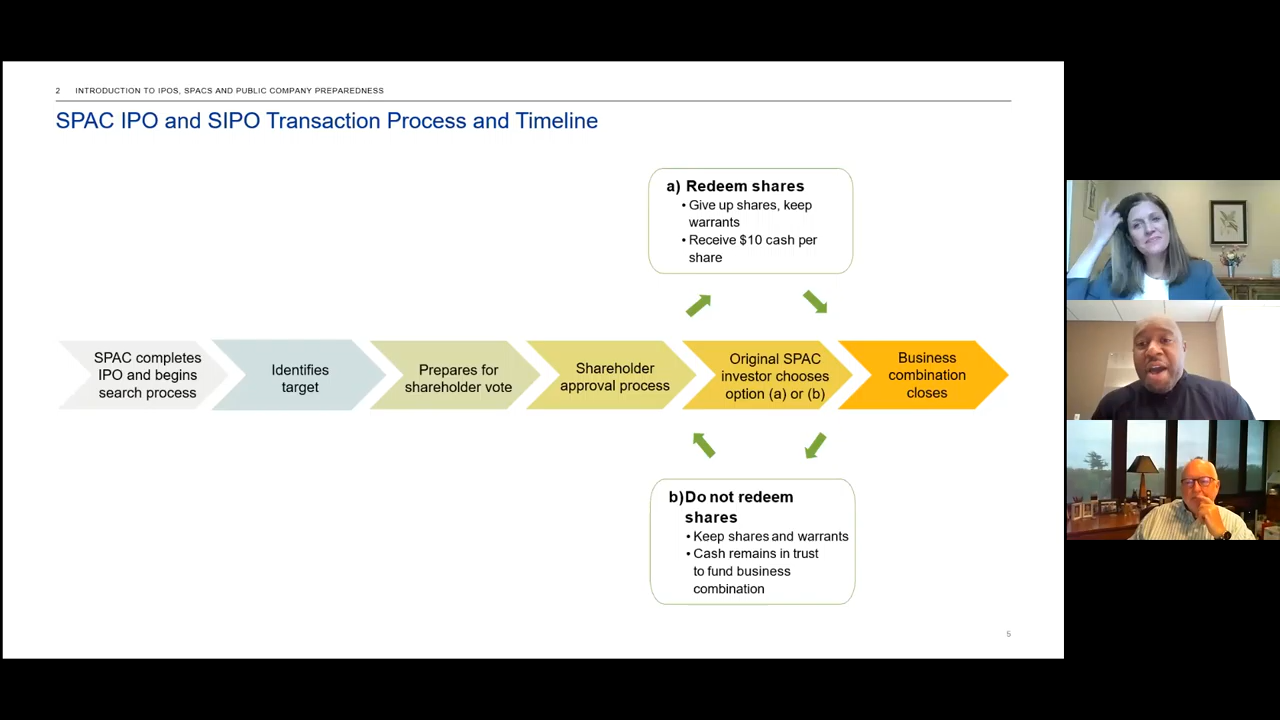 2 INTRODUCTION TO IPOS, SPACS AND PUBLIC COMPANY PREPAREDNESS
SPAC IPO and SIPO Transaction Process and Timeline
a) Redeem shares
• Give up shares, keep
warrants
• Receive $10 cash per
share
SPAC completes
IPO and begins
search process
Identifies
target
Prepares for
shareholder vote
Shareholder
approval process
Original SPAC
investor chooses
option (a) or (b)
Business
combination
closes
b)Do not redeem
shares
• Keep shares and warrants
• Cash remains in trust
to fund business
combination
5